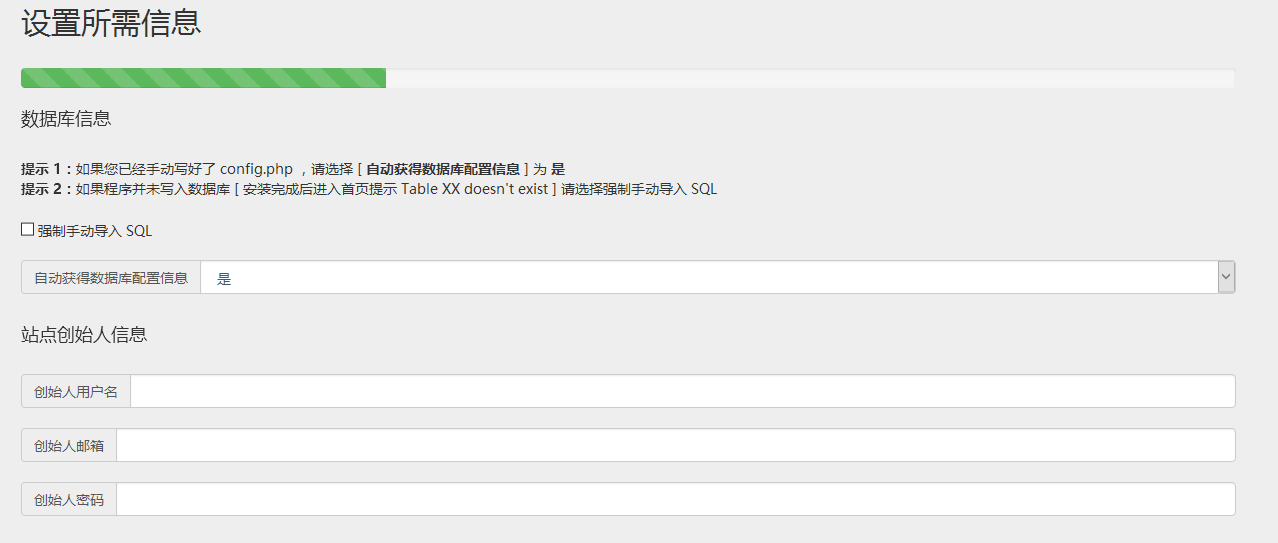 设置所需信息
数据库信息
提示 1：如果您已经手动写好了 config.php ，请选择 [ 自动获得数据库配置信息 ] 为 是
提示 2：如果程序并未写入数据库 [ 安装完成后进入首页提示 Table XX doesn't exist ] 请选择强制手动导入 SQL
强制手动导入 SQL
自动获得数据库配置信息 是
站点创始人信息
创始人用户名
创始人邮箱
创始人密码